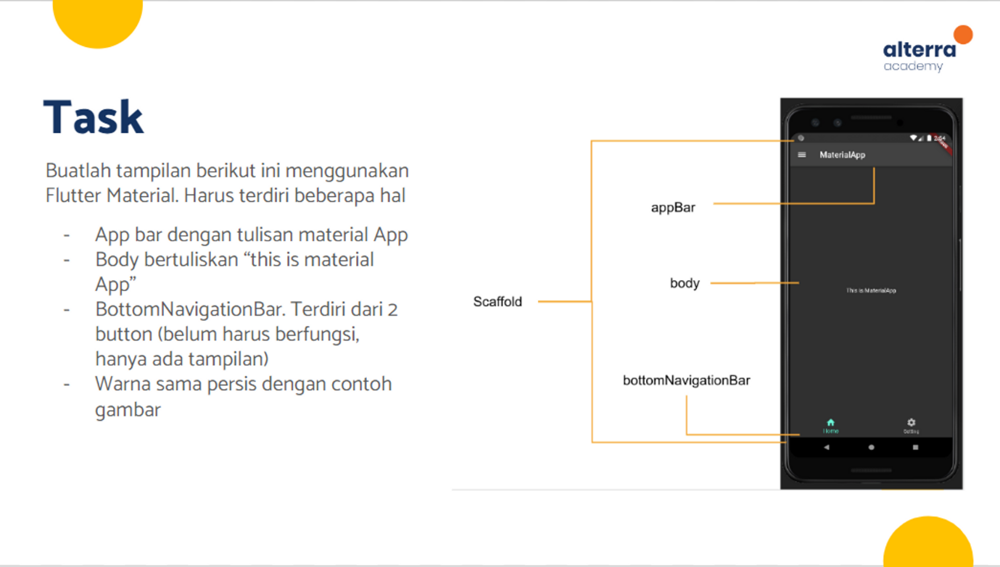 alterra
academy
Task
Buatlah tampilan berikut ini menggunakan
Flutter Material. Harus terdiri beberapa hal
- App bar dengan tulisan material App
- Body bertuliskan “this is material
App”
- BottomNavigationBar. Terdiri dari 2
button (belum harus berfungsi,
hanya ada tampilan)
- Warna sama persis dengan contoh
gambar
Scaffold
appBar
body
bottomNavigationBar
MaterialApp
This is MaterialApp
Home
Setting